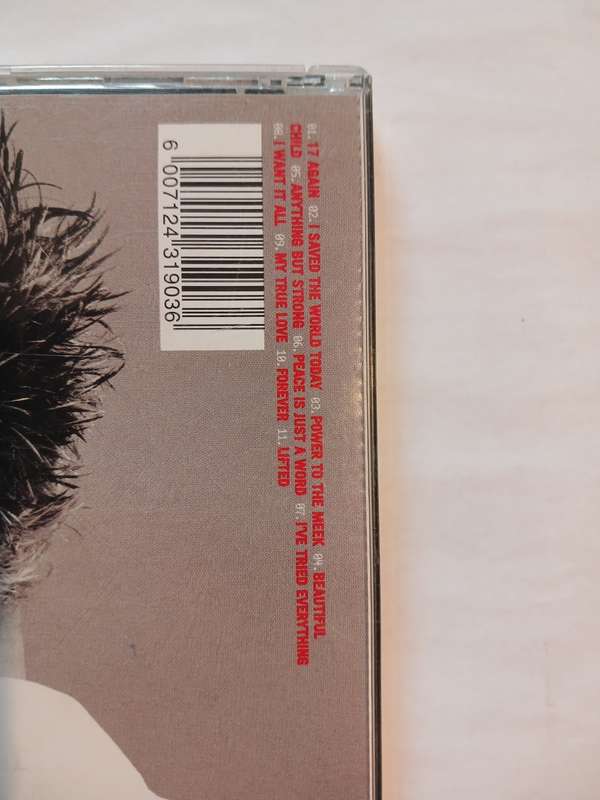 01. 17 AGAIN 02. I SAVED THE WORLD TODAY 03. POWER TO THE MEEK 04. BEAUTIFUL
CHILD 05. ANYTHING BUT STRONG 06. PEACE IS JUST A WORD 07. I'VE TRIED EVERYTHING
08. I WANT IT ALL 09. MY TRUE LOVE 10. FOREVER 11. LIFTED
6 007124 319036